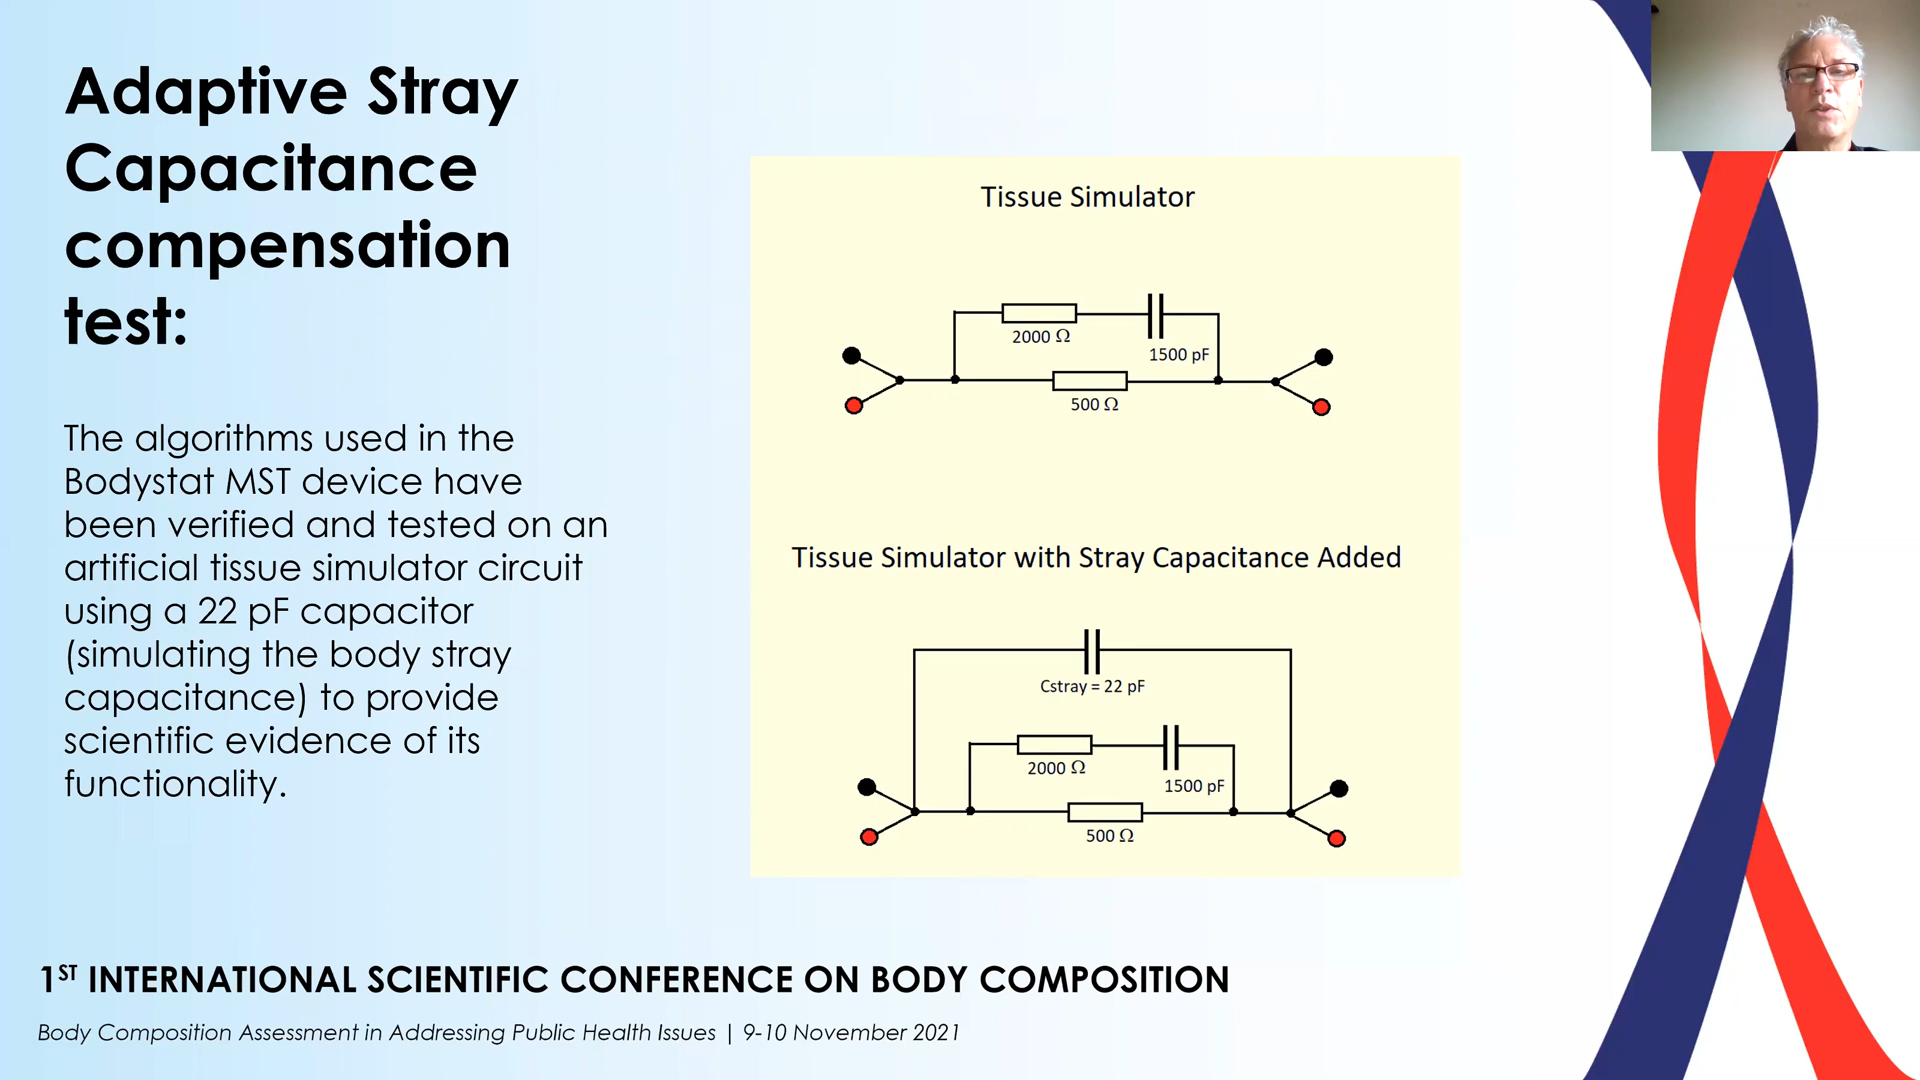 Adaptive Stray
Capacitance
compensation
test:
The algorithms used in the
Bodystat MST device have
been verified and tested on an
artificial tissue simulator circuit
using a 22 pF capacitor
(simulating the body stray
capacitance) to provide
scientific evidence of its
functionality.
Tissue Simulator
2000 Ω
1500 pF
500 Ω
Tissue Simulator with Stray Capacitance Added
Cstray = 22 pF
2000 Ω
1500 pF
500 Ω
1ST INTERNATIONAL SCIENTIFIC CONFERENCE ON BODY COMPOSITION
Body Composition Assessment in Addressing Public Health Issues | 9-10 November 2021